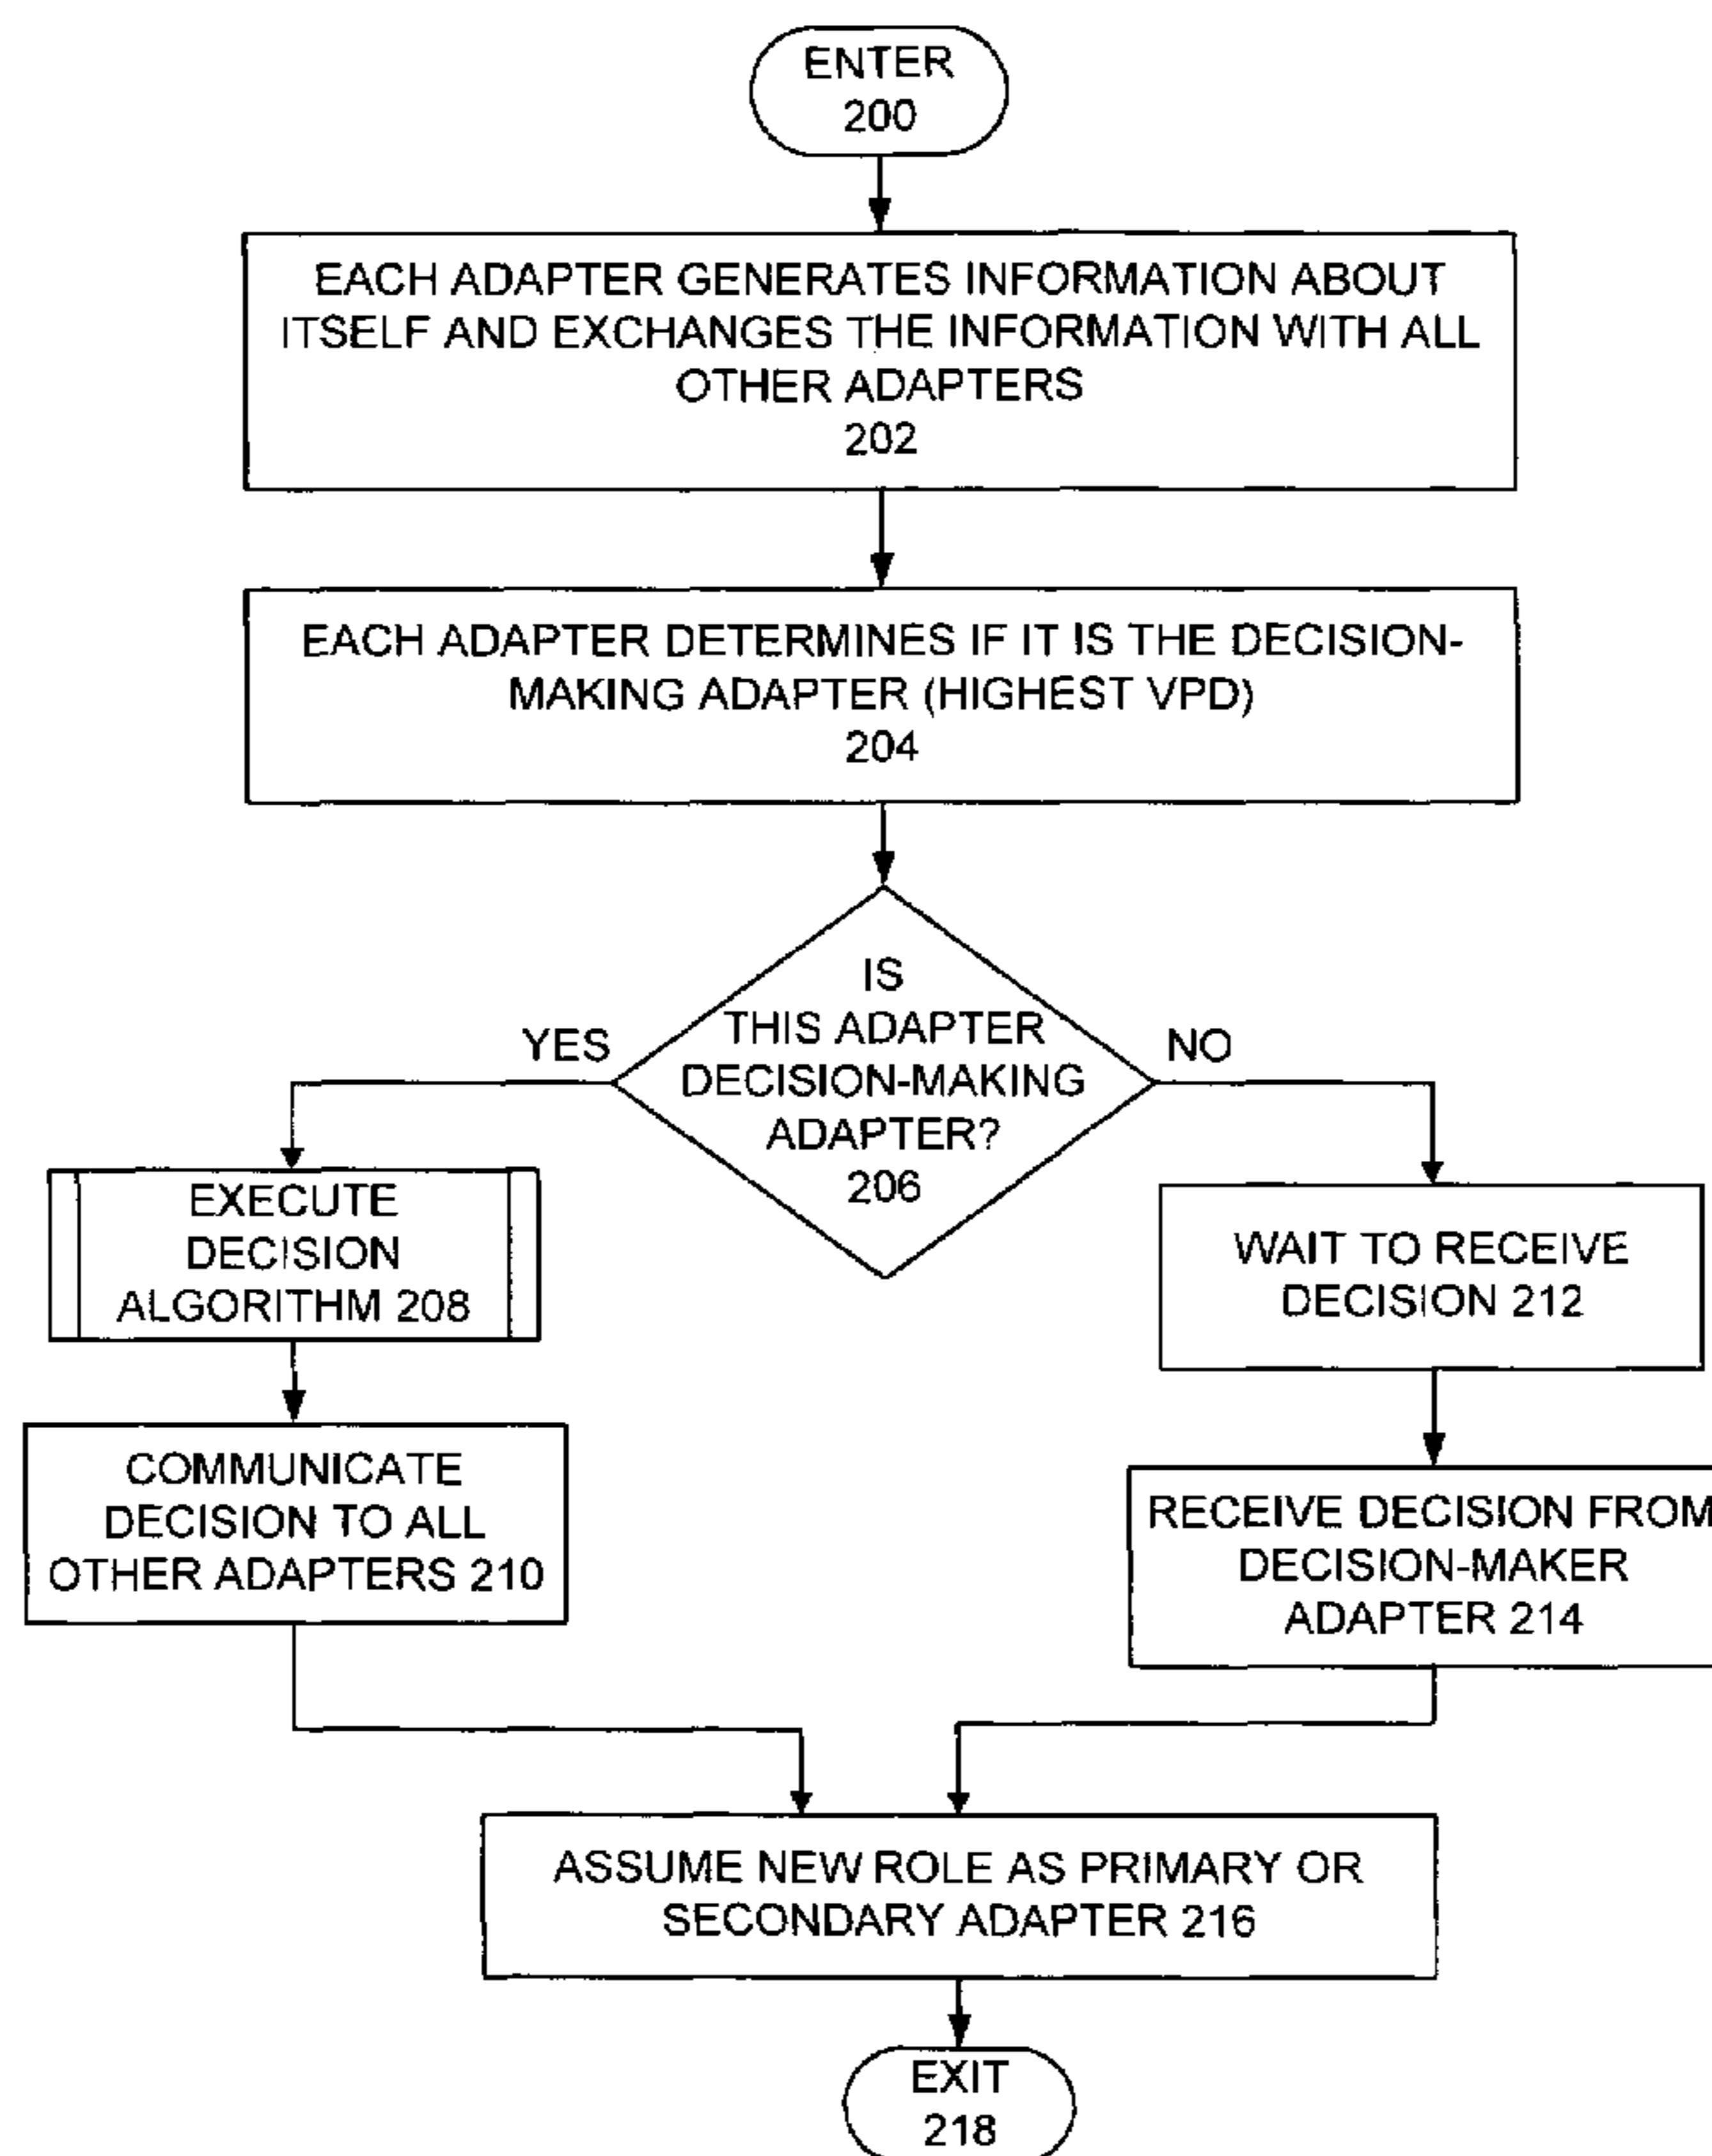 ENTER
200
EACH ADAPTER GENERATES INFORMATION ABOUT
ITSELF AND EXCHANGES THE INFORMATION WITH ALL
OTHER ADAPTERS
202
EACH ADAPTER DETERMINES IF IT IS THE DECISION-
MAKING ADAPTER (HIGHEST VPD)
204
IS
THIS ADAPTER
DECISION-MAKING
ADAPTER?
206
YES
NO
EXECUTE
DECISION
ALGORITHM 208
COMMUNICATE
DECISION TO ALL
OTHER ADAPTERS 210
WAIT TO RECEIVE
DECISION 212
RECEIVE DECISION FROM
DECISION-MAKER
ADAPTER 214
ASSUME NEW ROLE AS PRIMARY OR
SECONDARY ADAPTER 216
EXIT
218